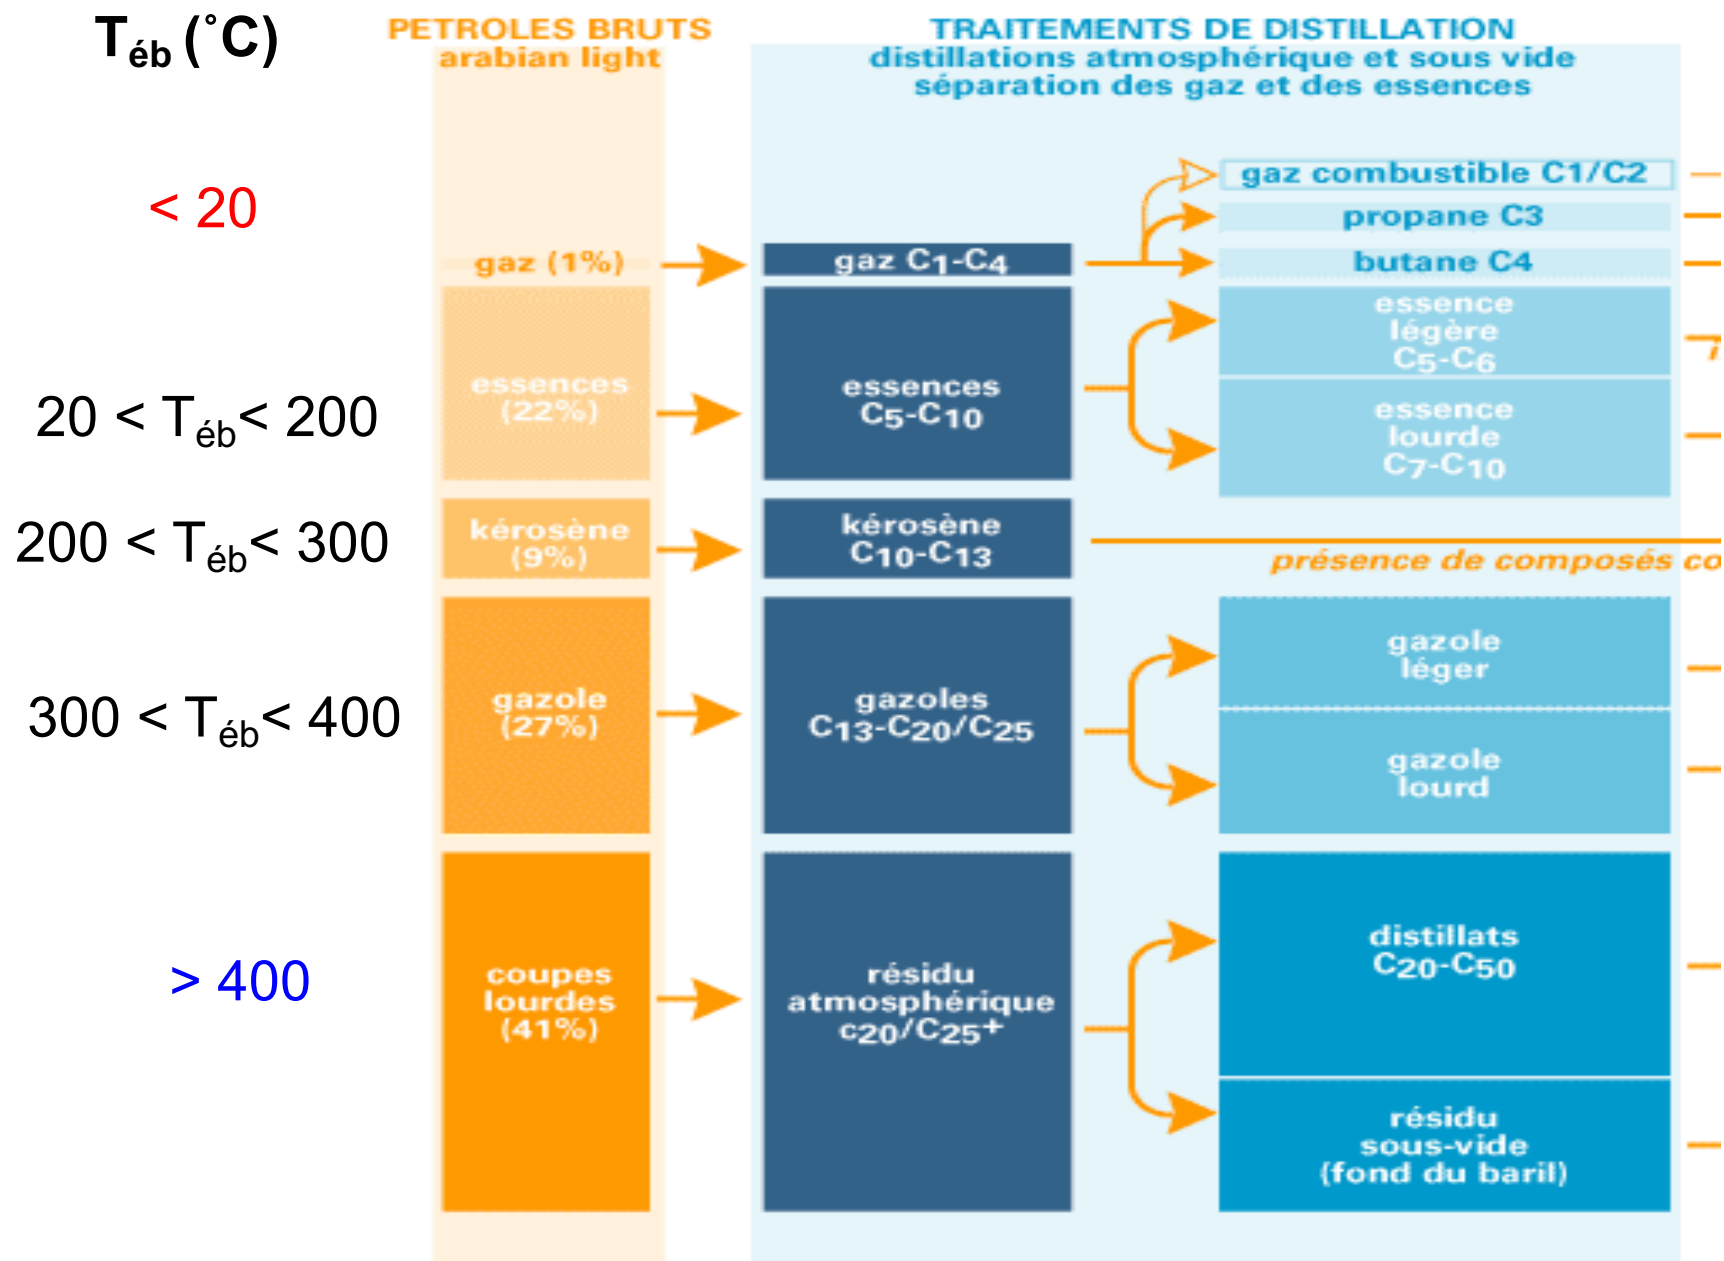 T éb (°C)
PETROLES BRUTS
arabian light
TRAITEMENTS DE DISTILLATION
distillations atmosphérique et sous vide
séparation des gaz et des essences
< 20
gaz (1%)
gaz C1-C4
gaz combustible C1/C2
propane C3
butane C4
20 < Téb< 200
essences
(22%)
essences
C5-C10
essence
légère
C5-C6
essence
lourde
C7-C10
200 < Téb< 300
kérosène
(9%)
kérosène
C10-C13
présence de composés co
300 < Téb< 400
gazole
(27%)
gazoles
C13-C20/C25
gazole
léger
gazole
lourd
> 400
coupes
lourdes
(41%)
résidu
atmosphérique
c20/C25+
distillats
C20-C50
résidu
sous-vide
(fond du baril)